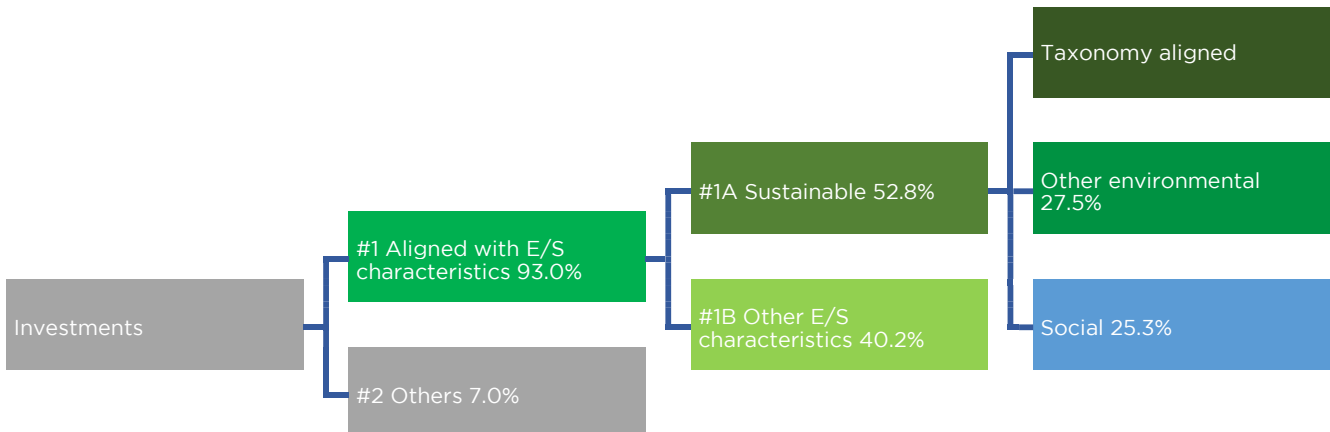 Investments
#1 Aligned with E/S
characteristics 93.0%
#2 Others 7.0%
#1A Sustainable 52.8%
#1B Other E/S
characteristics 40.2%
Taxonomy aligned
Other environmental
27.5%
Social 25.3%